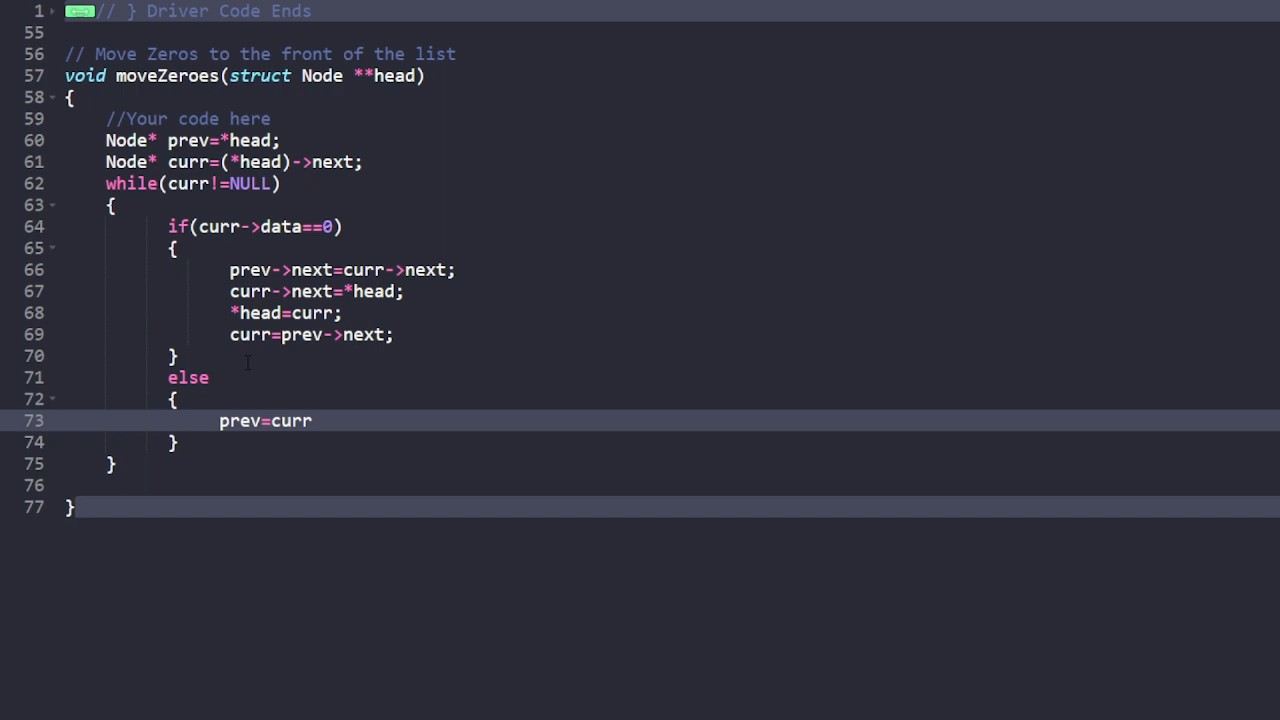 1 // } Driver Code Ends
55
56 // Move Zeros to the front of the list
57 void moveZeroes(struct Node **head)
58 {
59 //Your code here
60 Node* prev=*head;
61 Node* curr=(*head)->next;
62 while(curr!=NULL)
63 {
64 if(curr->data==0)
65 {
66 prev->next=curr->next;
67 curr->next=*head;
68 *head=curr;
69 curr=prev->next;
70 }
71 else
72 {
73 prev=curr
74 }
75 }
76
77 }